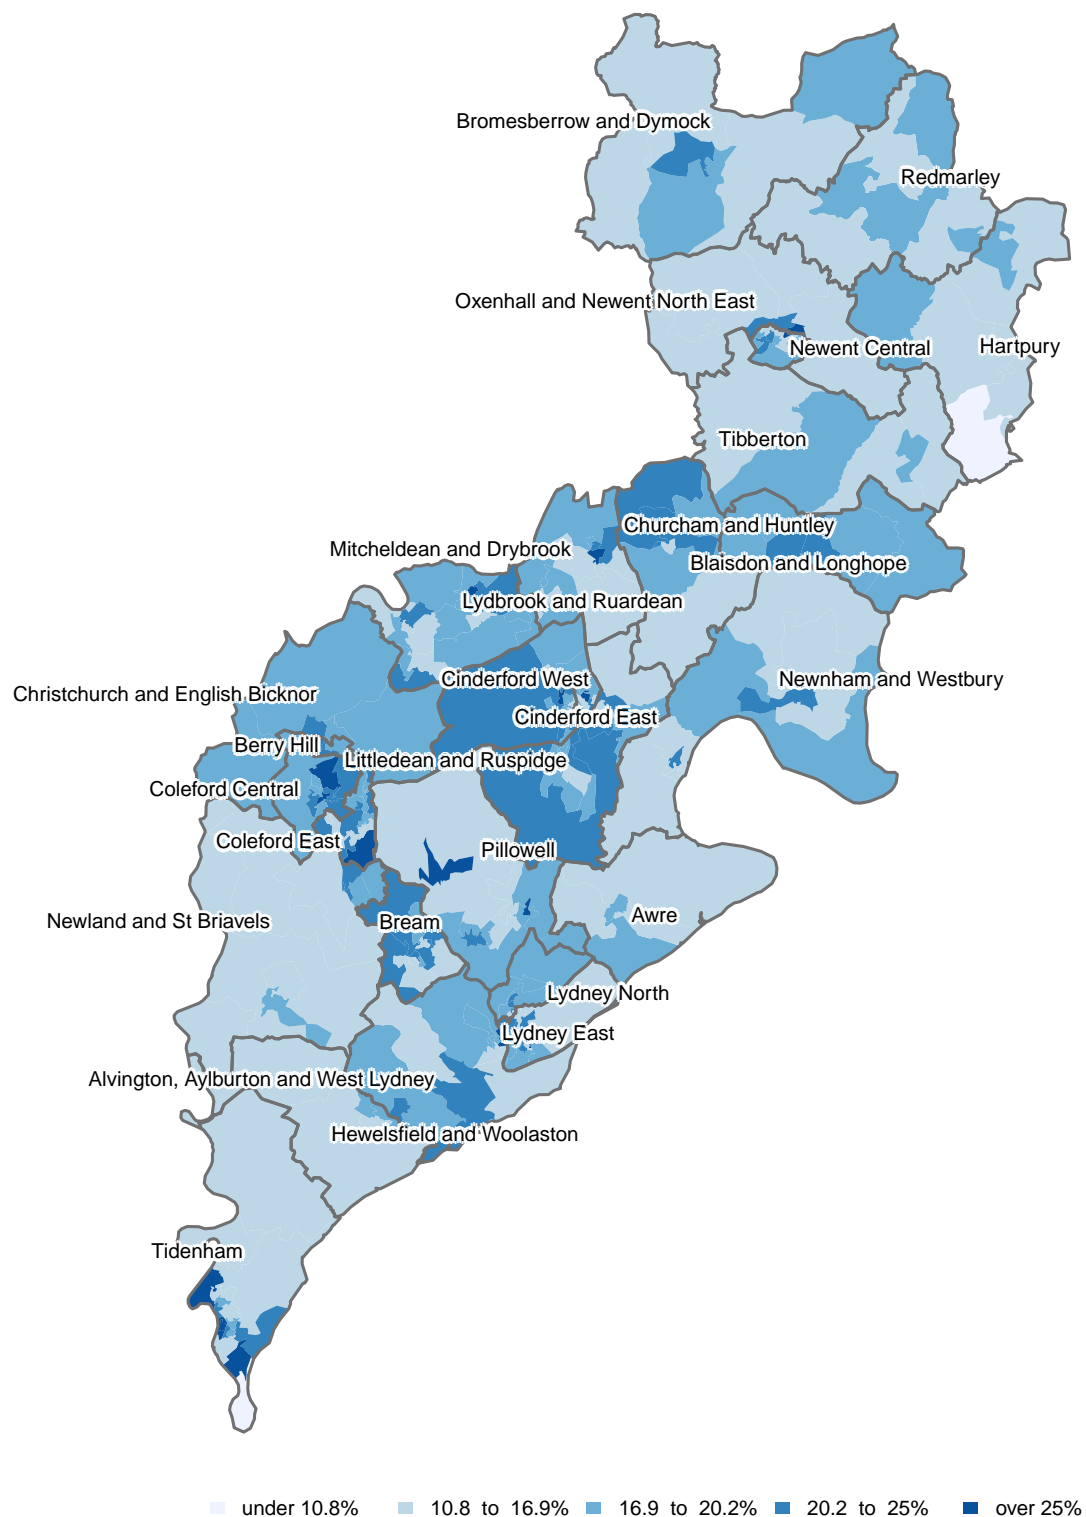 Bromesberrow and Dymock
Redmarley
Oxenhall and Newent North East
Newent Central
Hartpury
Tibberton
Churcham and Huntley
Mitcheldean and Drybrook
Blaisdon and Longhope
Lydbrook and Ruardean
Cinderford West
Newnham and Westbury
Christchurch and English Bicknor
Cinderford East
Berry Hill
Littledean and Ruspidge
Coleford Central
Coleford East
Pillowell
Awre
Newland and St Briavels
Bream
Lydney North
Lydney East
Alvington, Aylburton and West Lydney
Hewelsfield and Woolaston
Tidenham
under 10.8% 10.8 to 16.9% 16.9 to 20.2% 20.2 to 25% over 25%